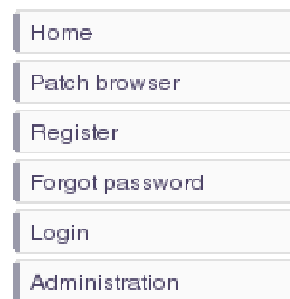 Home
Patch browser
Register
Forgot password
Login
Administration